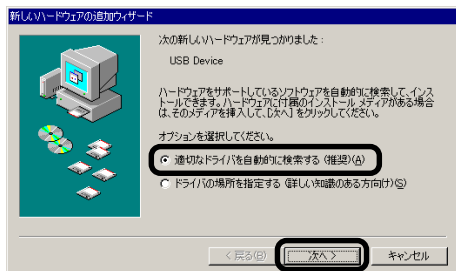 新しいハードウェアの追加ウィザード
次の新しいハードウェアが見つかりました：
USB Device
ハードウェアをサポートしているソフトウェアを自動的に検索して、インス
トールできます。ハードウェアに付属のインストール メディアがある場合
は、そのメディアを挿入して、[次へ] をクリックしてください。
オプションを選択してください。
適切なドライバを自動的に検索する (推奨)(A)
ドライバの場所を指定する (詳しい知識のある方向け)(S)
< 戻る(B) 次へ > キャンセル